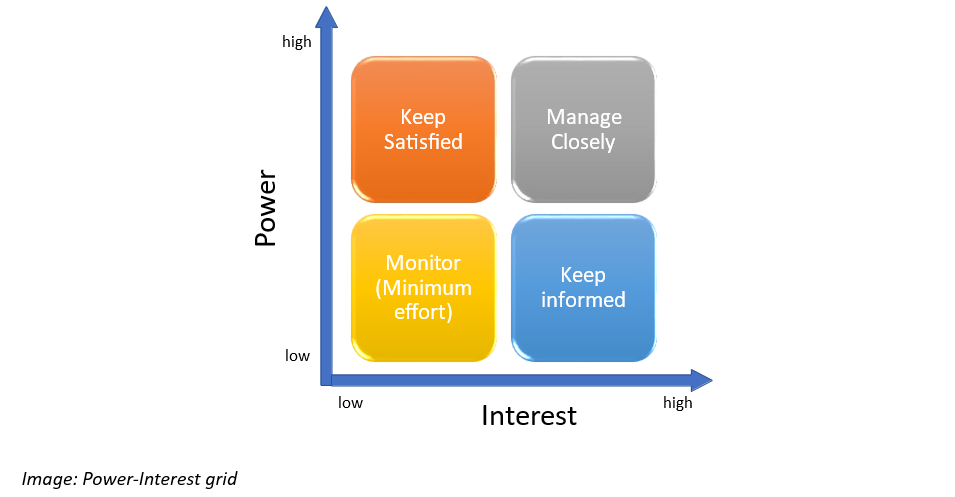 high
Keep
Satisfied
Manage
Closely
Power
Monitor
(Minimum
effort)
Keep
informed
low
low
Interest
high
Image: Power-Interest grid